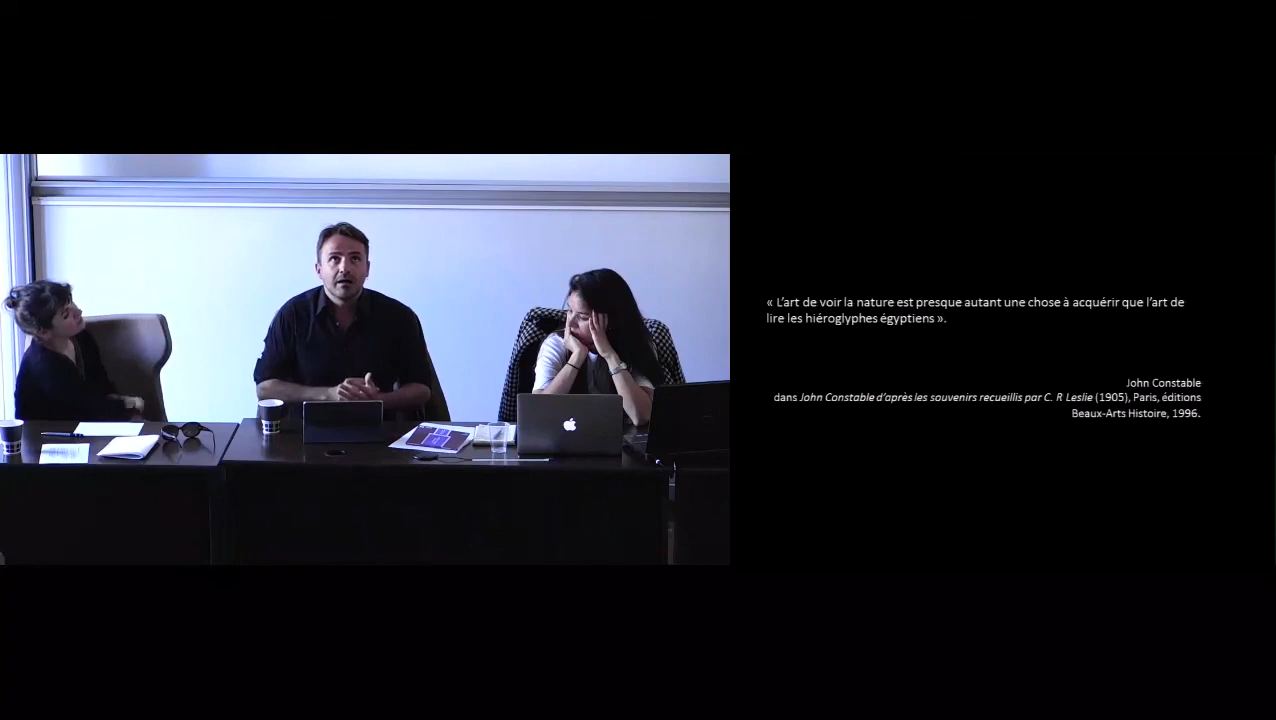 « L’art de voir la nature est presque autant une chose à acquérir que l’art de
lire les hiéroglyphes égyptiens ».
John Constable
dans John Constable d’après les souvenirs recueillis par C. R Leslie (1905), Paris, éditions
Beaux-Arts Histoire, 1996.